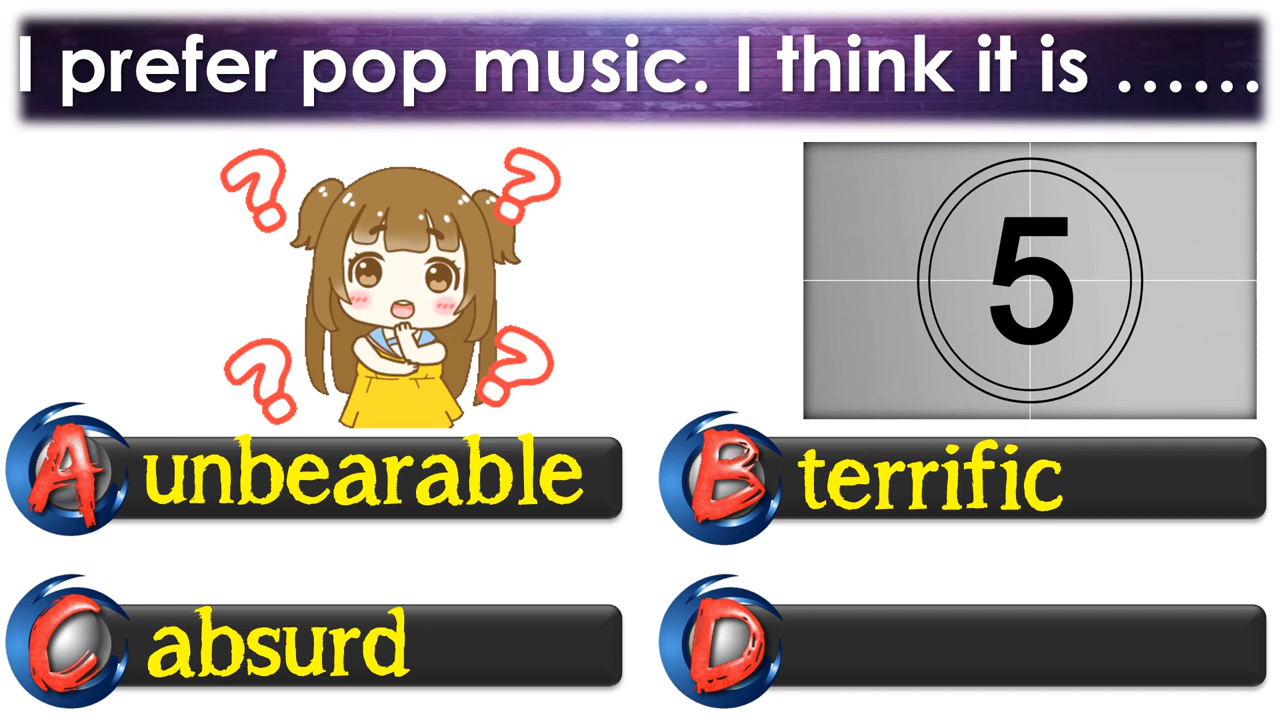 I prefer pop music. I think it is ......
? ?
5
? ?
A unbearable
B terrific
C absurd
D